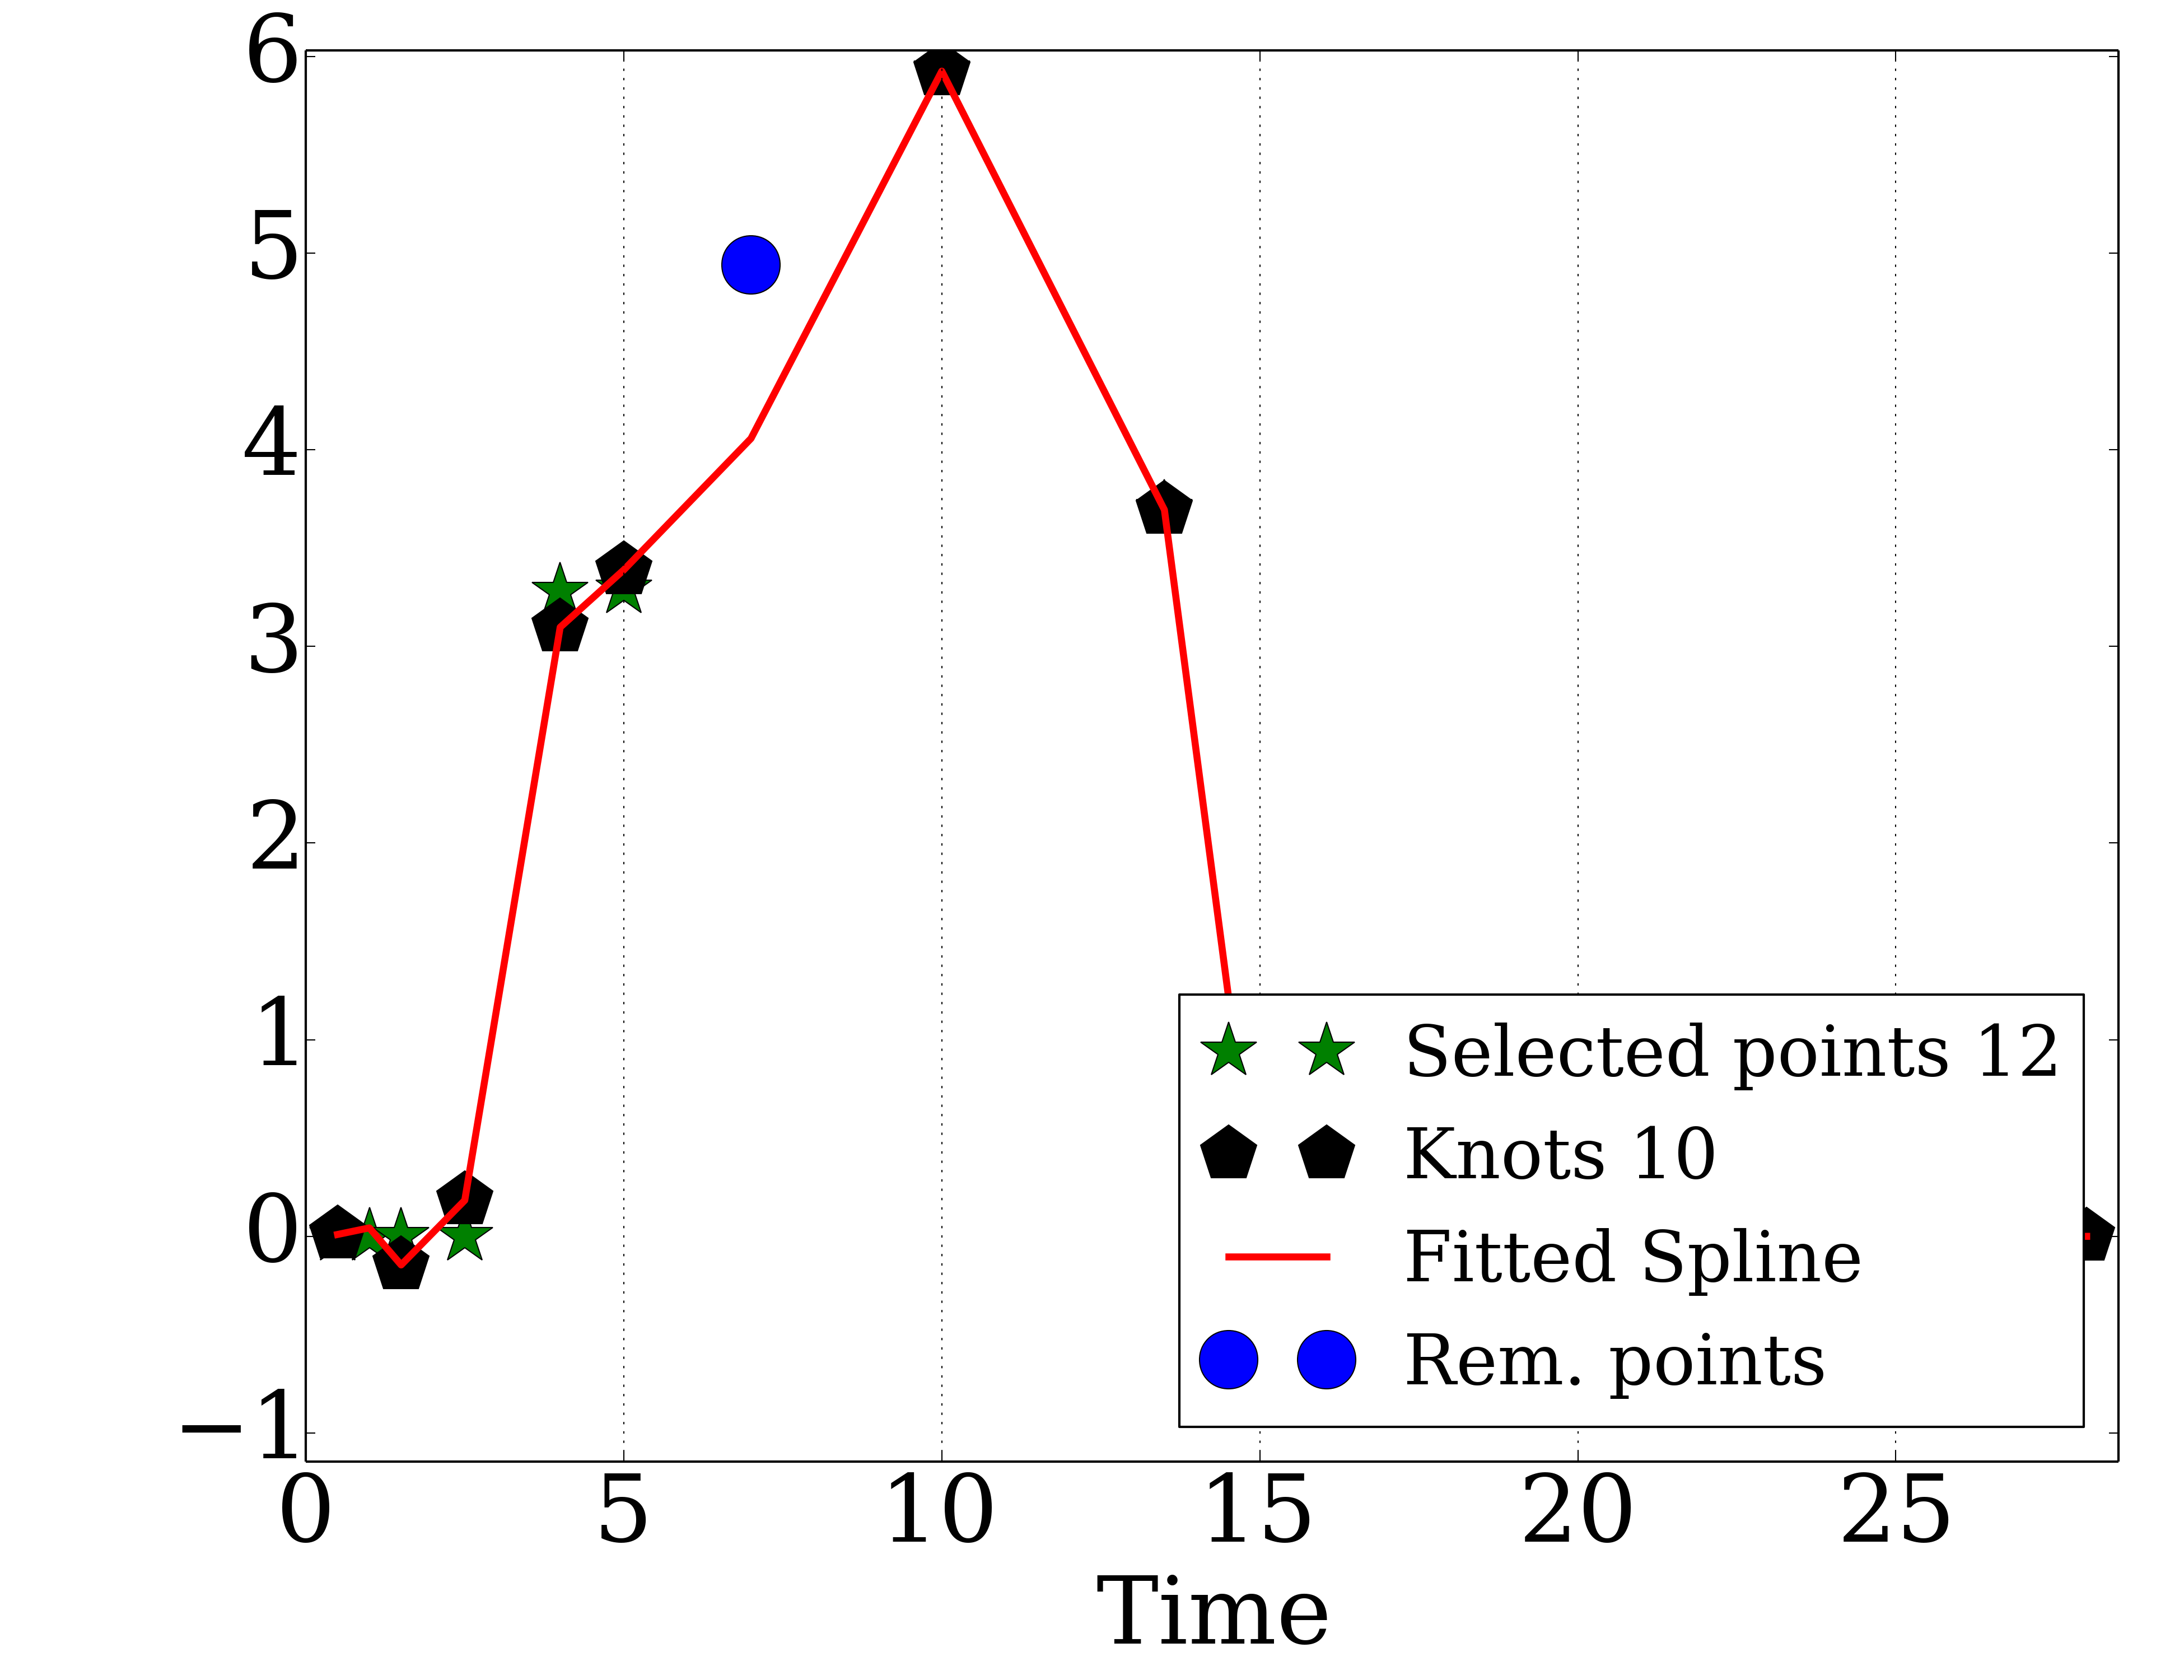 6
5
4
3
2
1
0
−1
0 5 10 15 20 25
Time
Selected points 12
Knots 10
Fitted Spline
Rem. points